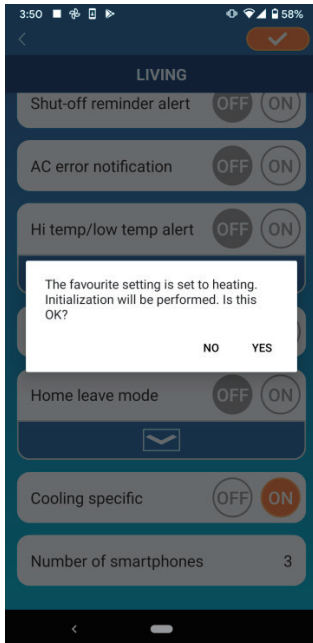 3:50 58%
LIVING
Shut-off reminder alert OFF ON
AC error notification OFF ON
Hi temp/low temp alert OFF ON
The favourite setting is set to heating.
Initialization will be performed. Is this
OK?
NO YES
Home leave mode OFF ON
Cooling specific OFF ON
Number of smartphones 3